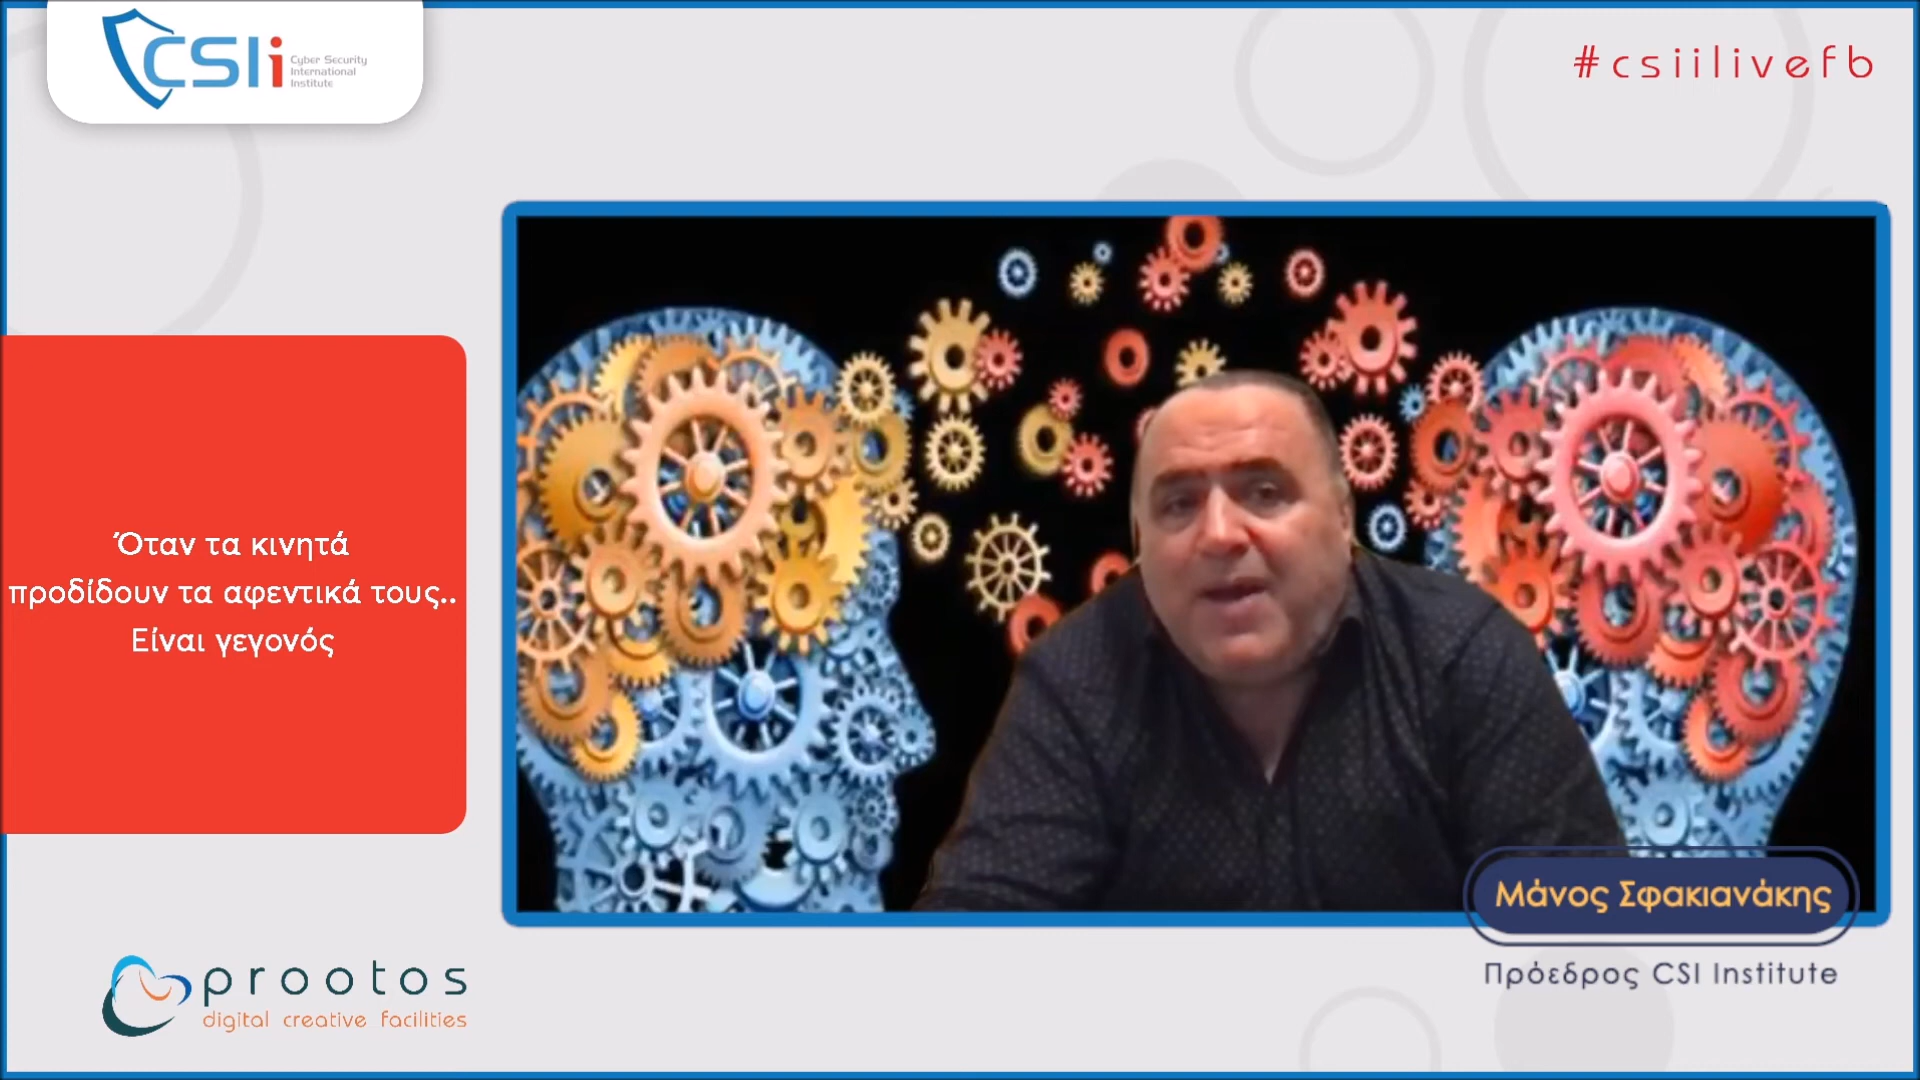 CSIi
Cyber Security
International
Institute
#csiilivefb
Όταν τα κινητά
προδίδουν τα αφεντικά τους..
Είναι γεγονός
Μάνος Σφακιανάκης
Πρόεδρος CSI Institute
prootos
digital creative facilities